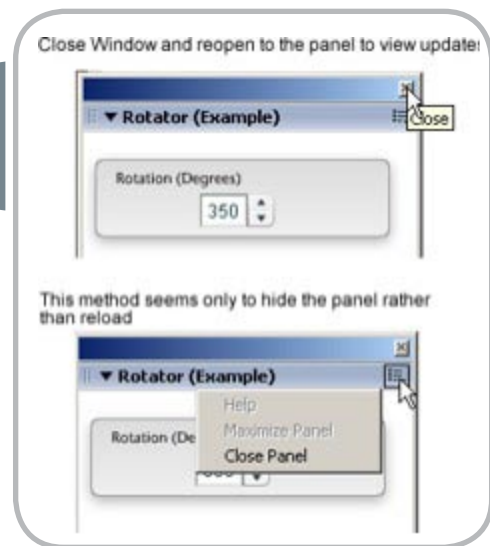 Close Window and reopen to the panel to view update
Rotator (Example)
Close
Rotation (Degrees)
350
This method seems only to hide the panel rather
than reload
Rotator (Example)
Help
Maximize Panel
Rotation (De
Close Panel